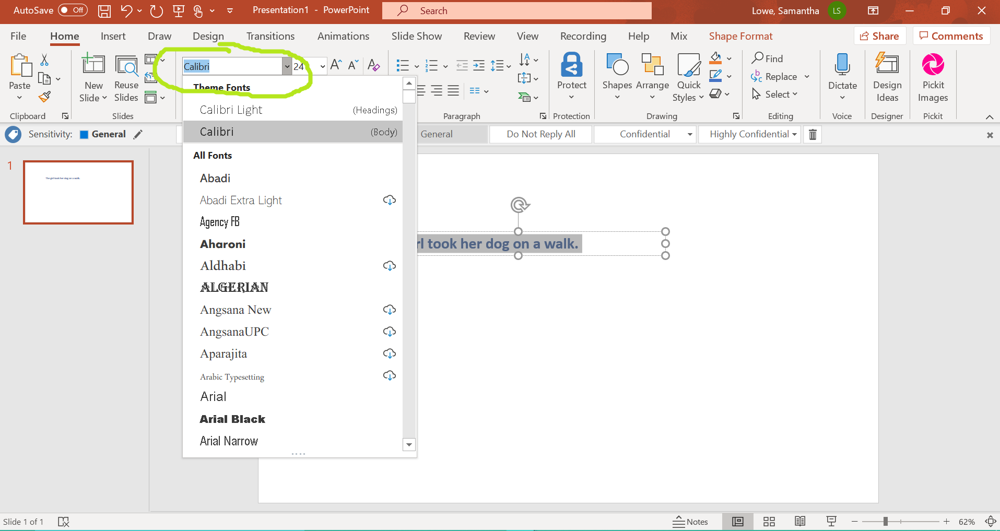 AutoSave Off Presentation1 - PowerPoint Search Lowe, Samantha LS
File Home Insert Draw Design Transitions Animations Slide Show Review View Recording Help Mix Shape Format Share Comments
Calibri 24 Find
Paste New Slide Reuse Slides Protect Shapes Arrange Quick Styles Replace Dictate Design Ideas Pickit Images
Select
Clipboard Slides Paragraph Protection Drawing Editing Voice Designer Pickit
Sensitivity: General General Do Not Reply All Confidential Highly Confidential
Theme Fonts
Calibri Light (Headings)
Calibri (Body)
All Fonts
Abadi
Abadi Extra Light
Agency FB
Aharoni
Aldhabi
ALGERIAN
Angsana New
AngsanaUPC
Aparajita
Arabic Typesetting
Arial
Arial Black
Arial Narrow
1
The girl took her dog on a walk.
rl took her dog on a walk.
Slide 1 of 1 Notes 62%